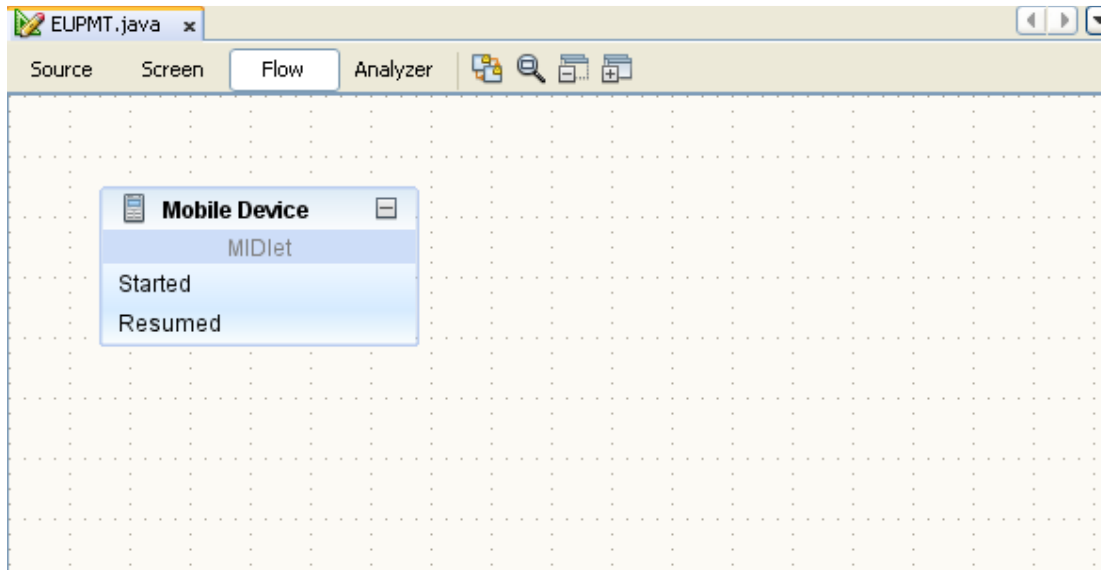 EUPMT.java x
Source Screen Flow Analyzer
Mobile Device
MIDlet
Started
Resumed